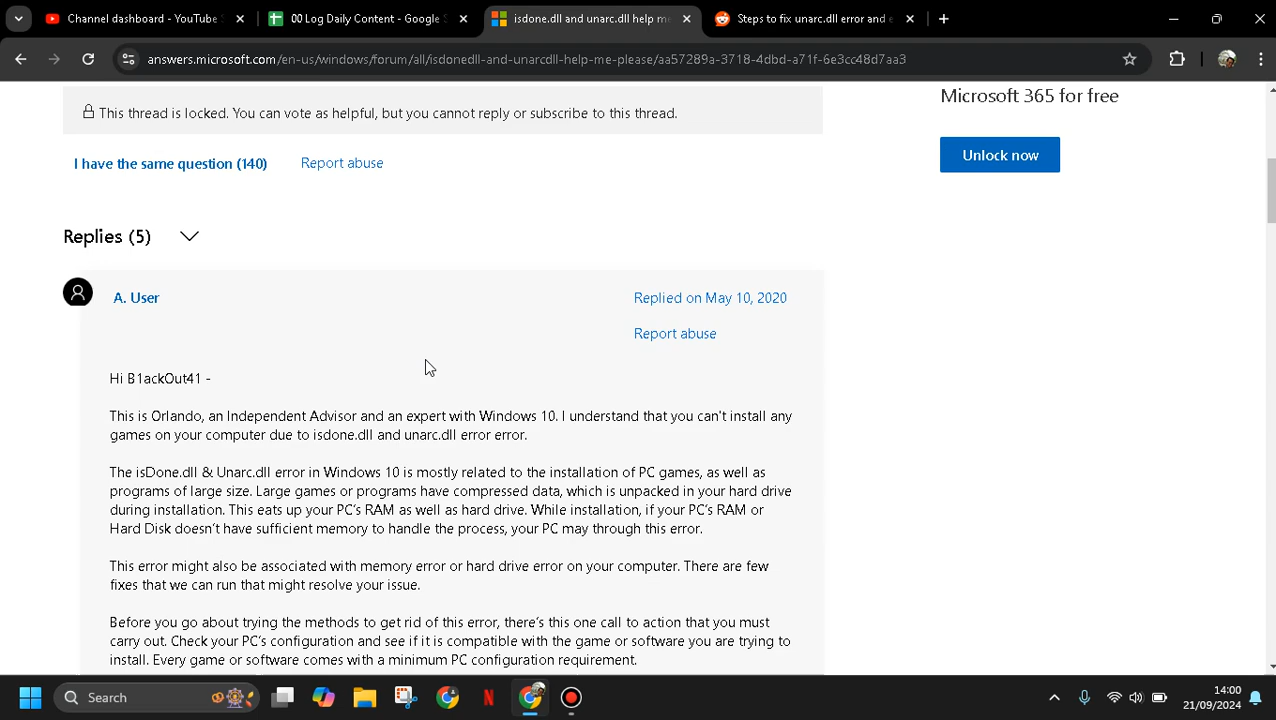 Channel dashboard - YouTube S
00 Log Daily Content - Google S
isdone.dll and unarc.dll help me
Steps to fix unarc.dll error and e
answers.microsoft.com/en-us/windows/forum/all/isdonedll-and-unarcdll-help-me-please/aa57289a-3718-4dbd-a71f-6e3cc48d7aa3
Microsoft 365 for free
This thread is locked. You can vote as helpful, but you cannot reply or subscribe to this thread.
Unlock now
I have the same question (140)
Report abuse
Replies (5)
A. User
Replied on May 10, 2020
Report abuse
Hi B1ackOut41 -
This is Orlando, an Independent Advisor and an expert with Windows 10. I understand that you can't install any
games on your computer due to isdone.dll and unarc.dll error error.
The isDone.dll & Unarc.dll error in Windows 10 is mostly related to the installation of PC games, as well as
programs of large size. Large games or programs have compressed data, which is unpacked in your hard drive
during installation. This eats up your PC's RAM as well as hard drive. While installation, if your PC's RAM or
Hard Disk doesn't have sufficient memory to handle the process, your PC may through this error.
This error might also be associated with memory error or hard drive error on your computer. There are few
fixes that we can run that might resolve your issue.
Before you go about trying the methods to get rid of this error, there's this one call to action that you must
carry out. Check your PC's configuration and see if it is compatible with the game or software you are trying to
install. Every game or software comes with a minimum PC configuration requirement.
Search
14:00
21/09/2024